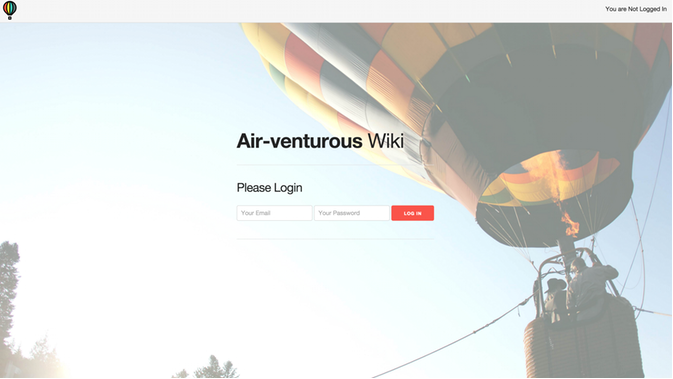 You are Not Logged In
Air-venturous Wiki
Please Login
Your Email
Your Password
LOG IN